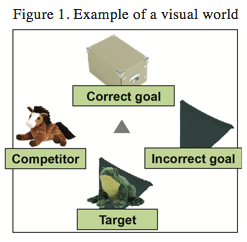 Figure 1. Example of a visual world
Correct goal
Competitor
Incorrect goal
Target